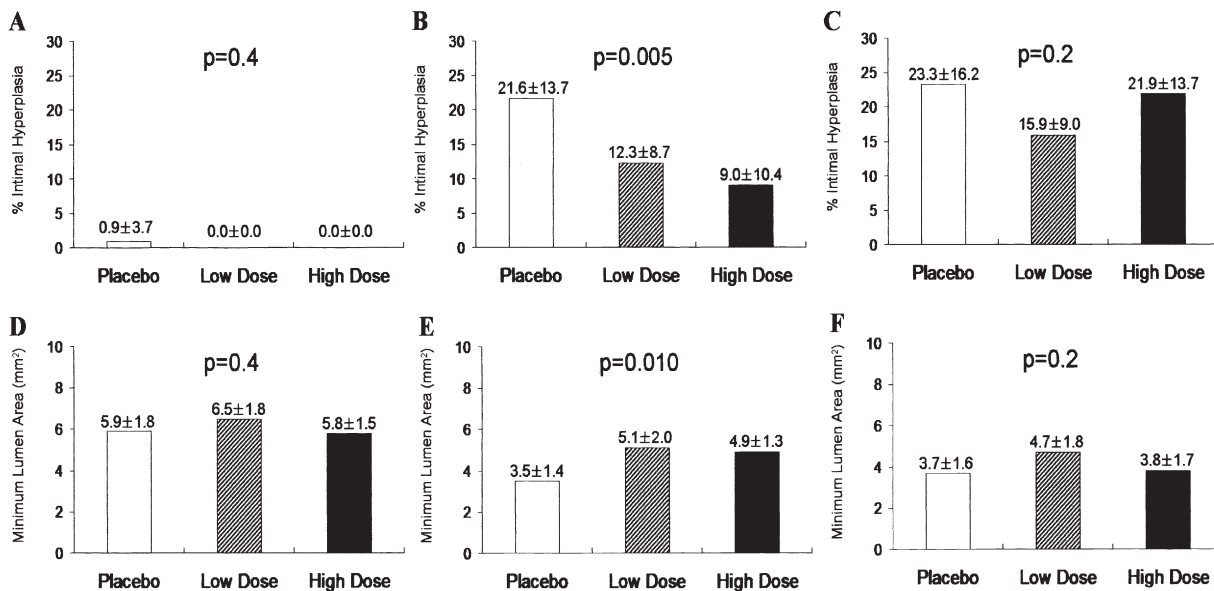 A
p=0.4
% Intimal Hyperplasia
30
25
20
15
10
5
0
0.9±3.7
0.0±0.0
0.0±0.0
Placebo Low Dose High Dose
B
p=0.005
% Intimal Hyperplasia
30
25
20
15
10
5
0
21.6±13.7
12.3±8.7
9.0±10.4
Placebo Low Dose High Dose
C
p=0.2
% Intimal Hyperplasia
30
25
20
15
10
5
0
23.3±16.2
15.9±9.0
21.9±13.7
Placebo Low Dose High Dose
D
p=0.4
Minimum Lumen Area (mm²)
10
8
6
4
2
0
5.9±1.8
6.5±1.8
5.8±1.5
Placebo Low Dose High Dose
E
p=0.010
Minimum Lumen Area (mm²)
10
8
6
4
2
0
3.5±1.4
5.1±2.0
4.9±1.3
Placebo Low Dose High Dose
F
p=0.2
Minimum Lumen Area (mm²)
10
8
6
4
2
0
3.7±1.6
4.7±1.8
3.8±1.7
Placebo Low Dose High Dose